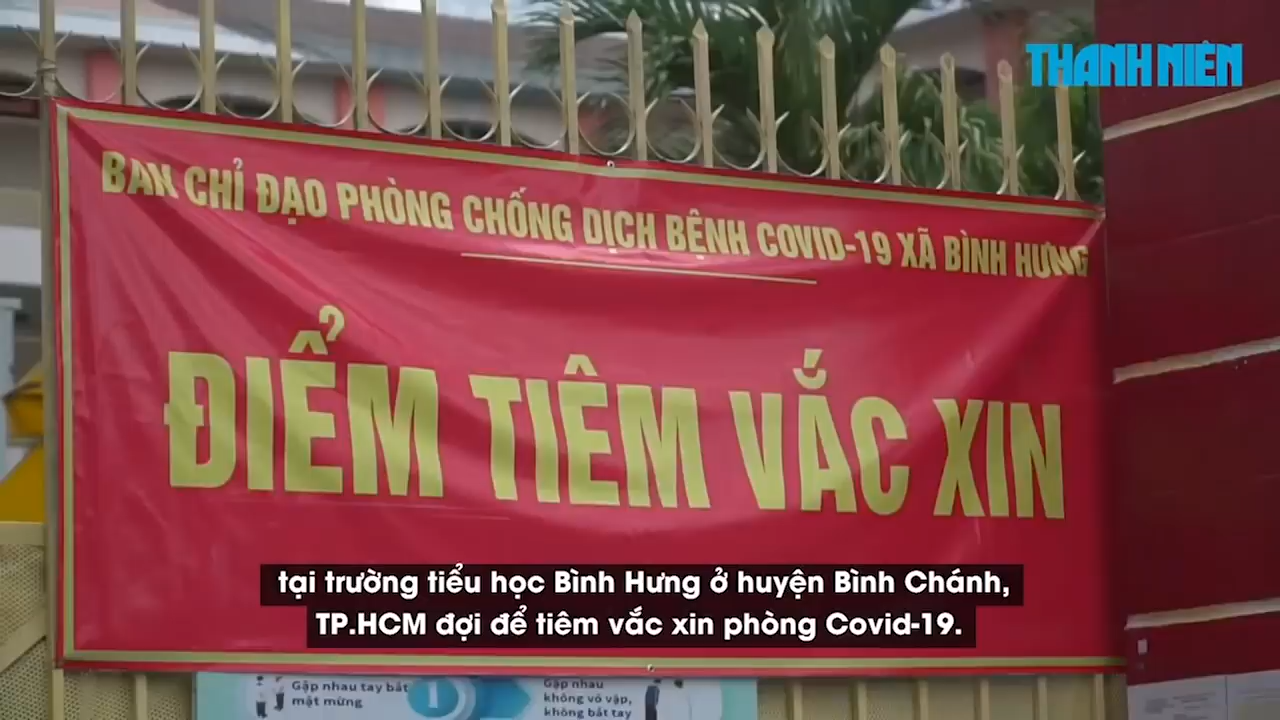 THANH NIÊN
BAN CHỈ ĐẠO PHÒNG CHỐNG DỊCH BỆNH COVID-19 XÃ BÌNH HƯNG
ĐIỂM TIÊM VẮC XIN
tại trường tiểu học Bình Hưng ở huyện Bình Chánh,
TP.HCM đợi để tiêm vắc xin phòng Covid-19.
Gặp nhau tay bắt
mặt mừng
1
Gặp nhau
không vồ vập,
không bắt tay